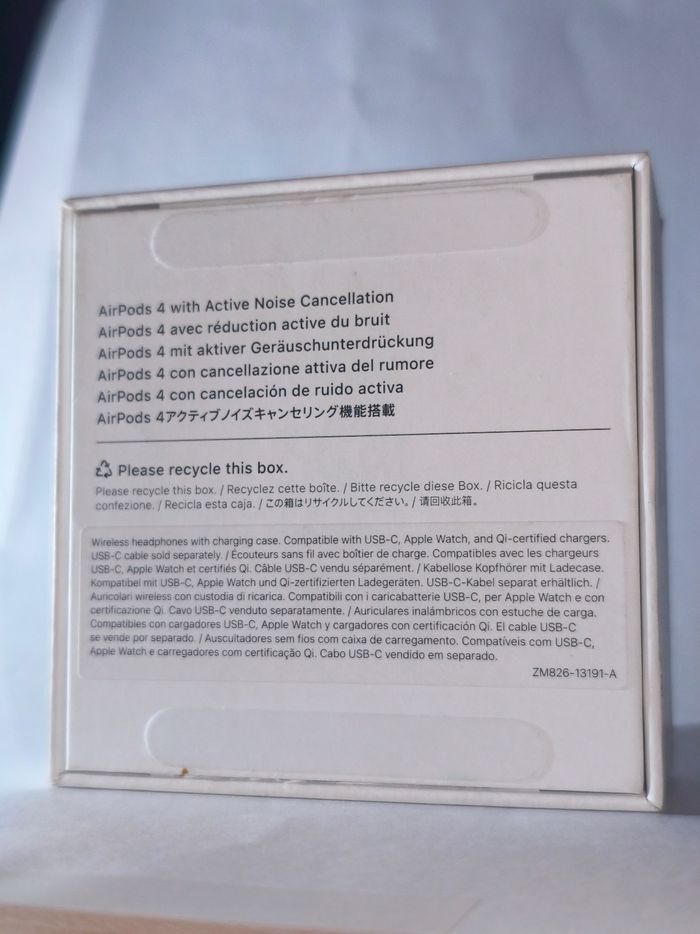 AirPods 4 with Active Noise Cancellation
AirPods 4 avec réduction active du bruit
AirPods 4 mit aktiver Geräuschunterdrückung
AirPods 4 con cancellazione attiva del rumore
AirPods 4 con cancelación de ruido activa
AirPods 4アクティブノイズキャンセリング機能搭載
Please recycle this box.
Please recycle this box. / Recyclez cette boîte. / Bitte recycle diese Box. / Ricicla questa
confezione. / Recicla esta caja. / この箱はリサイクルしてください。/ 请回收此箱。
Wireless headphones with charging case. Compatible with USB-C, Apple Watch, and Qi-certified chargers.
USB-C cable sold separately. / Écouteurs sans fil avec boîtier de charge. Compatibles avec les chargeurs
USB-C, Apple Watch et certifiés Qi. Câble USB-C vendu séparément. / Kabellose Kopfhörer mit Ladecase.
Kompatibel mit USB-C, Apple Watch und Qi-zertifizierten Ladegeräten. USB-C-Kabel separat erhältlich. /
Auricolari wireless con custodia di ricarica. Compatibili con i caricabatterie USB-C, per Apple Watch e con
certificazione Qi. Cavo USB-C venduto separatamente. / Auriculares inalámbricos con estuche de carga.
Compatibles con cargadores USB-C, Apple Watch y cargadores con certificación Qi. El cable USB-C
se vende por separado. / Auscultadores sem fios com caixa de carregamento. Compatíveis com USB-C,
Apple Watch e carregadores com certificação Qi. Cabo USB-C vendido em separado.
ZM826-13191-A